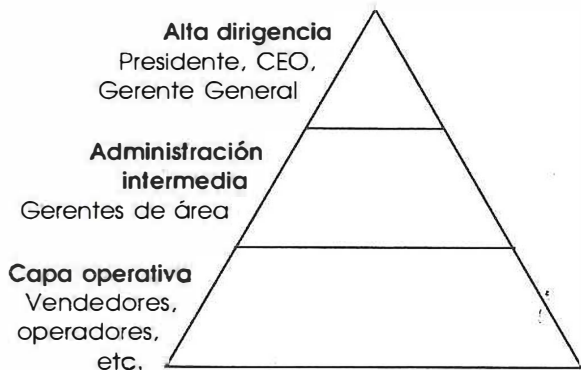 Alta dirigencia
Presidente, CEO,
Gerente General
Administración
intermedia
Gerentes de área
Capa operativa
Vendedores,
operadores,
etc.